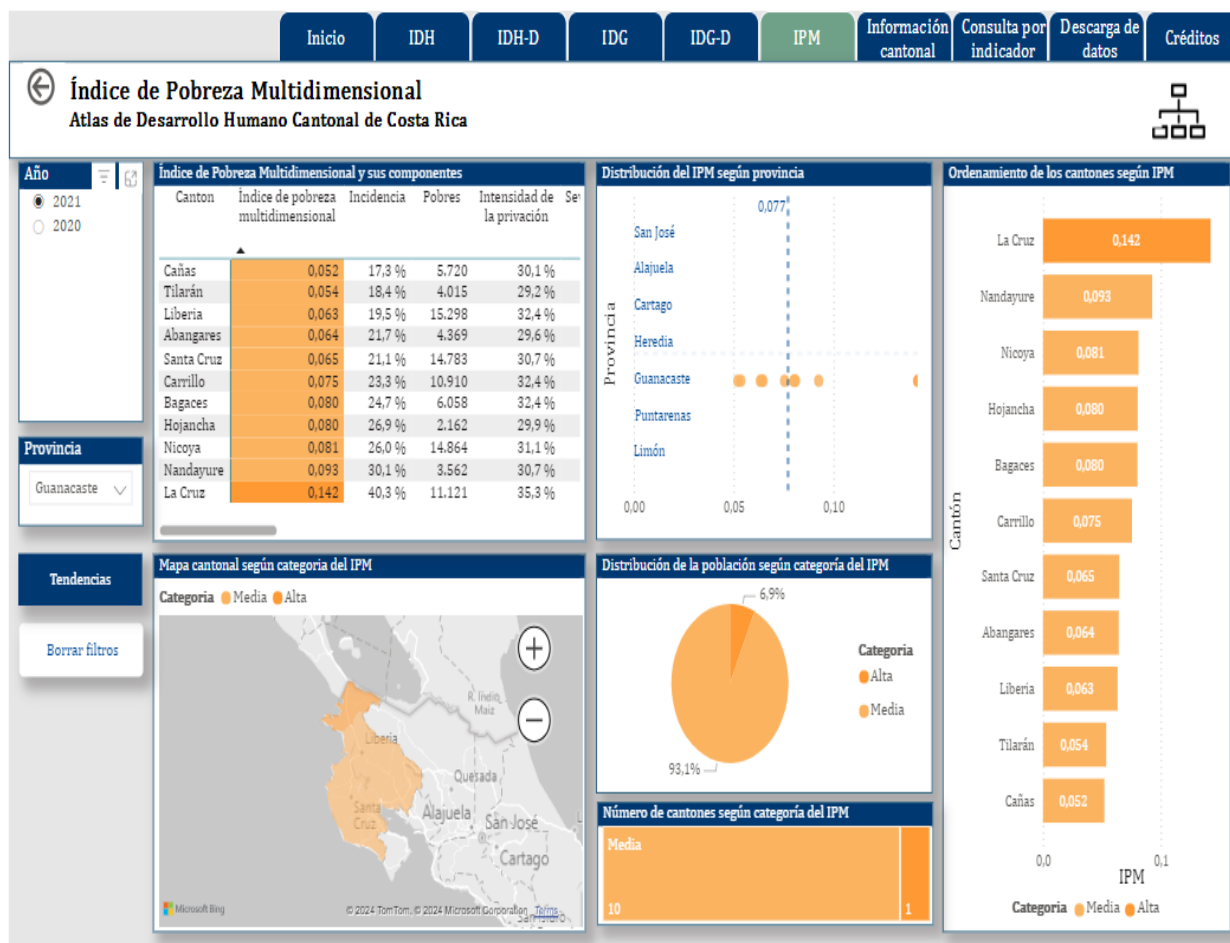 Inicio
IDH
IDH-D
IDG
IDG-D
IPM
Información cantonal
Consulta por indicador
Descarga de datos
Créditos
Índice de Pobreza Multidimensional
Atlas de Desarrollo Humano Cantonal de Costa Rica
Año
2021
2020
Provincia
Guanacaste
Tendencias
Borrar filtros
Índice de Pobreza Multidimensional y sus componentes
Canton Índice de pobreza multidimensional Incidencia Pobres Intensidad de la privación Se
Cañas 0,052 17,3 % 5.720 30,1 %
Tilarán 0,054 18,4 % 4.015 29,2 %
Liberia 0,063 19,5 % 15.298 32,4 %
Abangares 0,064 21,7 % 4.369 29,6 %
Santa Cruz 0,065 21,1 % 14.783 30,7 %
Carrillo 0,075 23,3 % 10.910 32,4 %
Bagaces 0,080 24,7 % 6.058 32,4 %
Hojancha 0,080 26,9 % 2.162 29,9 %
Nicoya 0,081 26,0 % 14.864 31,1 %
Nandayure 0,093 30,1 % 3.562 30,7 %
La Cruz 0,142 40,3 % 11.121 35,3 %
Distribución del IPM según provincia
0,077
Provincia
San José
Alajuela
Cartago
Heredia
Guanacaste
Puntarenas
Limón
0,00 0,05 0,10
Ordenamiento de los cantones según IPM
Cantón
La Cruz 0,142
Nandayure 0,093
Nicoya 0,081
Hojancha 0,080
Bagaces 0,080
Carrillo 0,075
Santa Cruz 0,065
Abangares 0,064
Liberia 0,063
Tilarán 0,054
Cañas 0,052
0,0 0,1
IPM
Categoria Media Alta
Mapa cantonal según categoria del IPM
Categoria Media Alta
R. Indio
Maiz
Liberia
Quesada
Santa
Cruz
Alajuela
San José
Cartago
Microsoft Bing
© 2024 TomTom, © 2024 Microsoft Corporation Terms
San Isidro
Distribución de la población según categoría del IPM
6,9%
93,1%
Categoria
Alta
Media
Número de cantones según categoría del IPM
Media
10 1